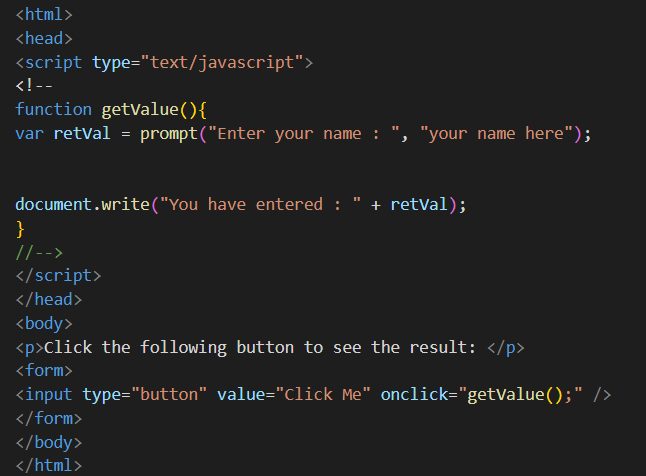 <html>
<head>
<script type="text/javascript">
<!--
function getValue(){
var retVal = prompt("Enter your name : ", "your name here");
document.write("You have entered : " + retVal);
}
//-->
</script>
</head>
<body>
<p>Click the following button to see the result: </p>
<form>
<input type="button" value="Click Me" onclick="getValue();" />
</form>
</body>
</html>